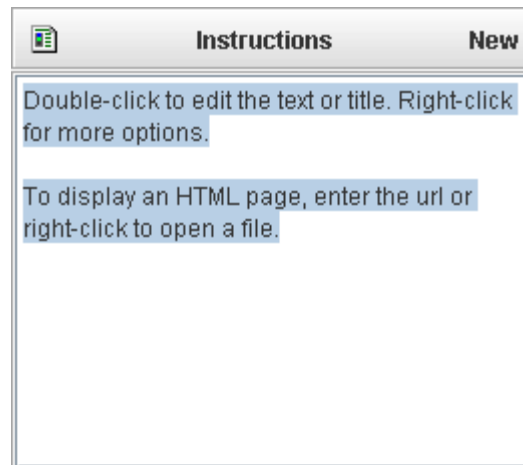 Instructions New
Double-click to edit the text or title. Right-click
for more options.
To display an HTML page, enter the url or
right-click to open a file.